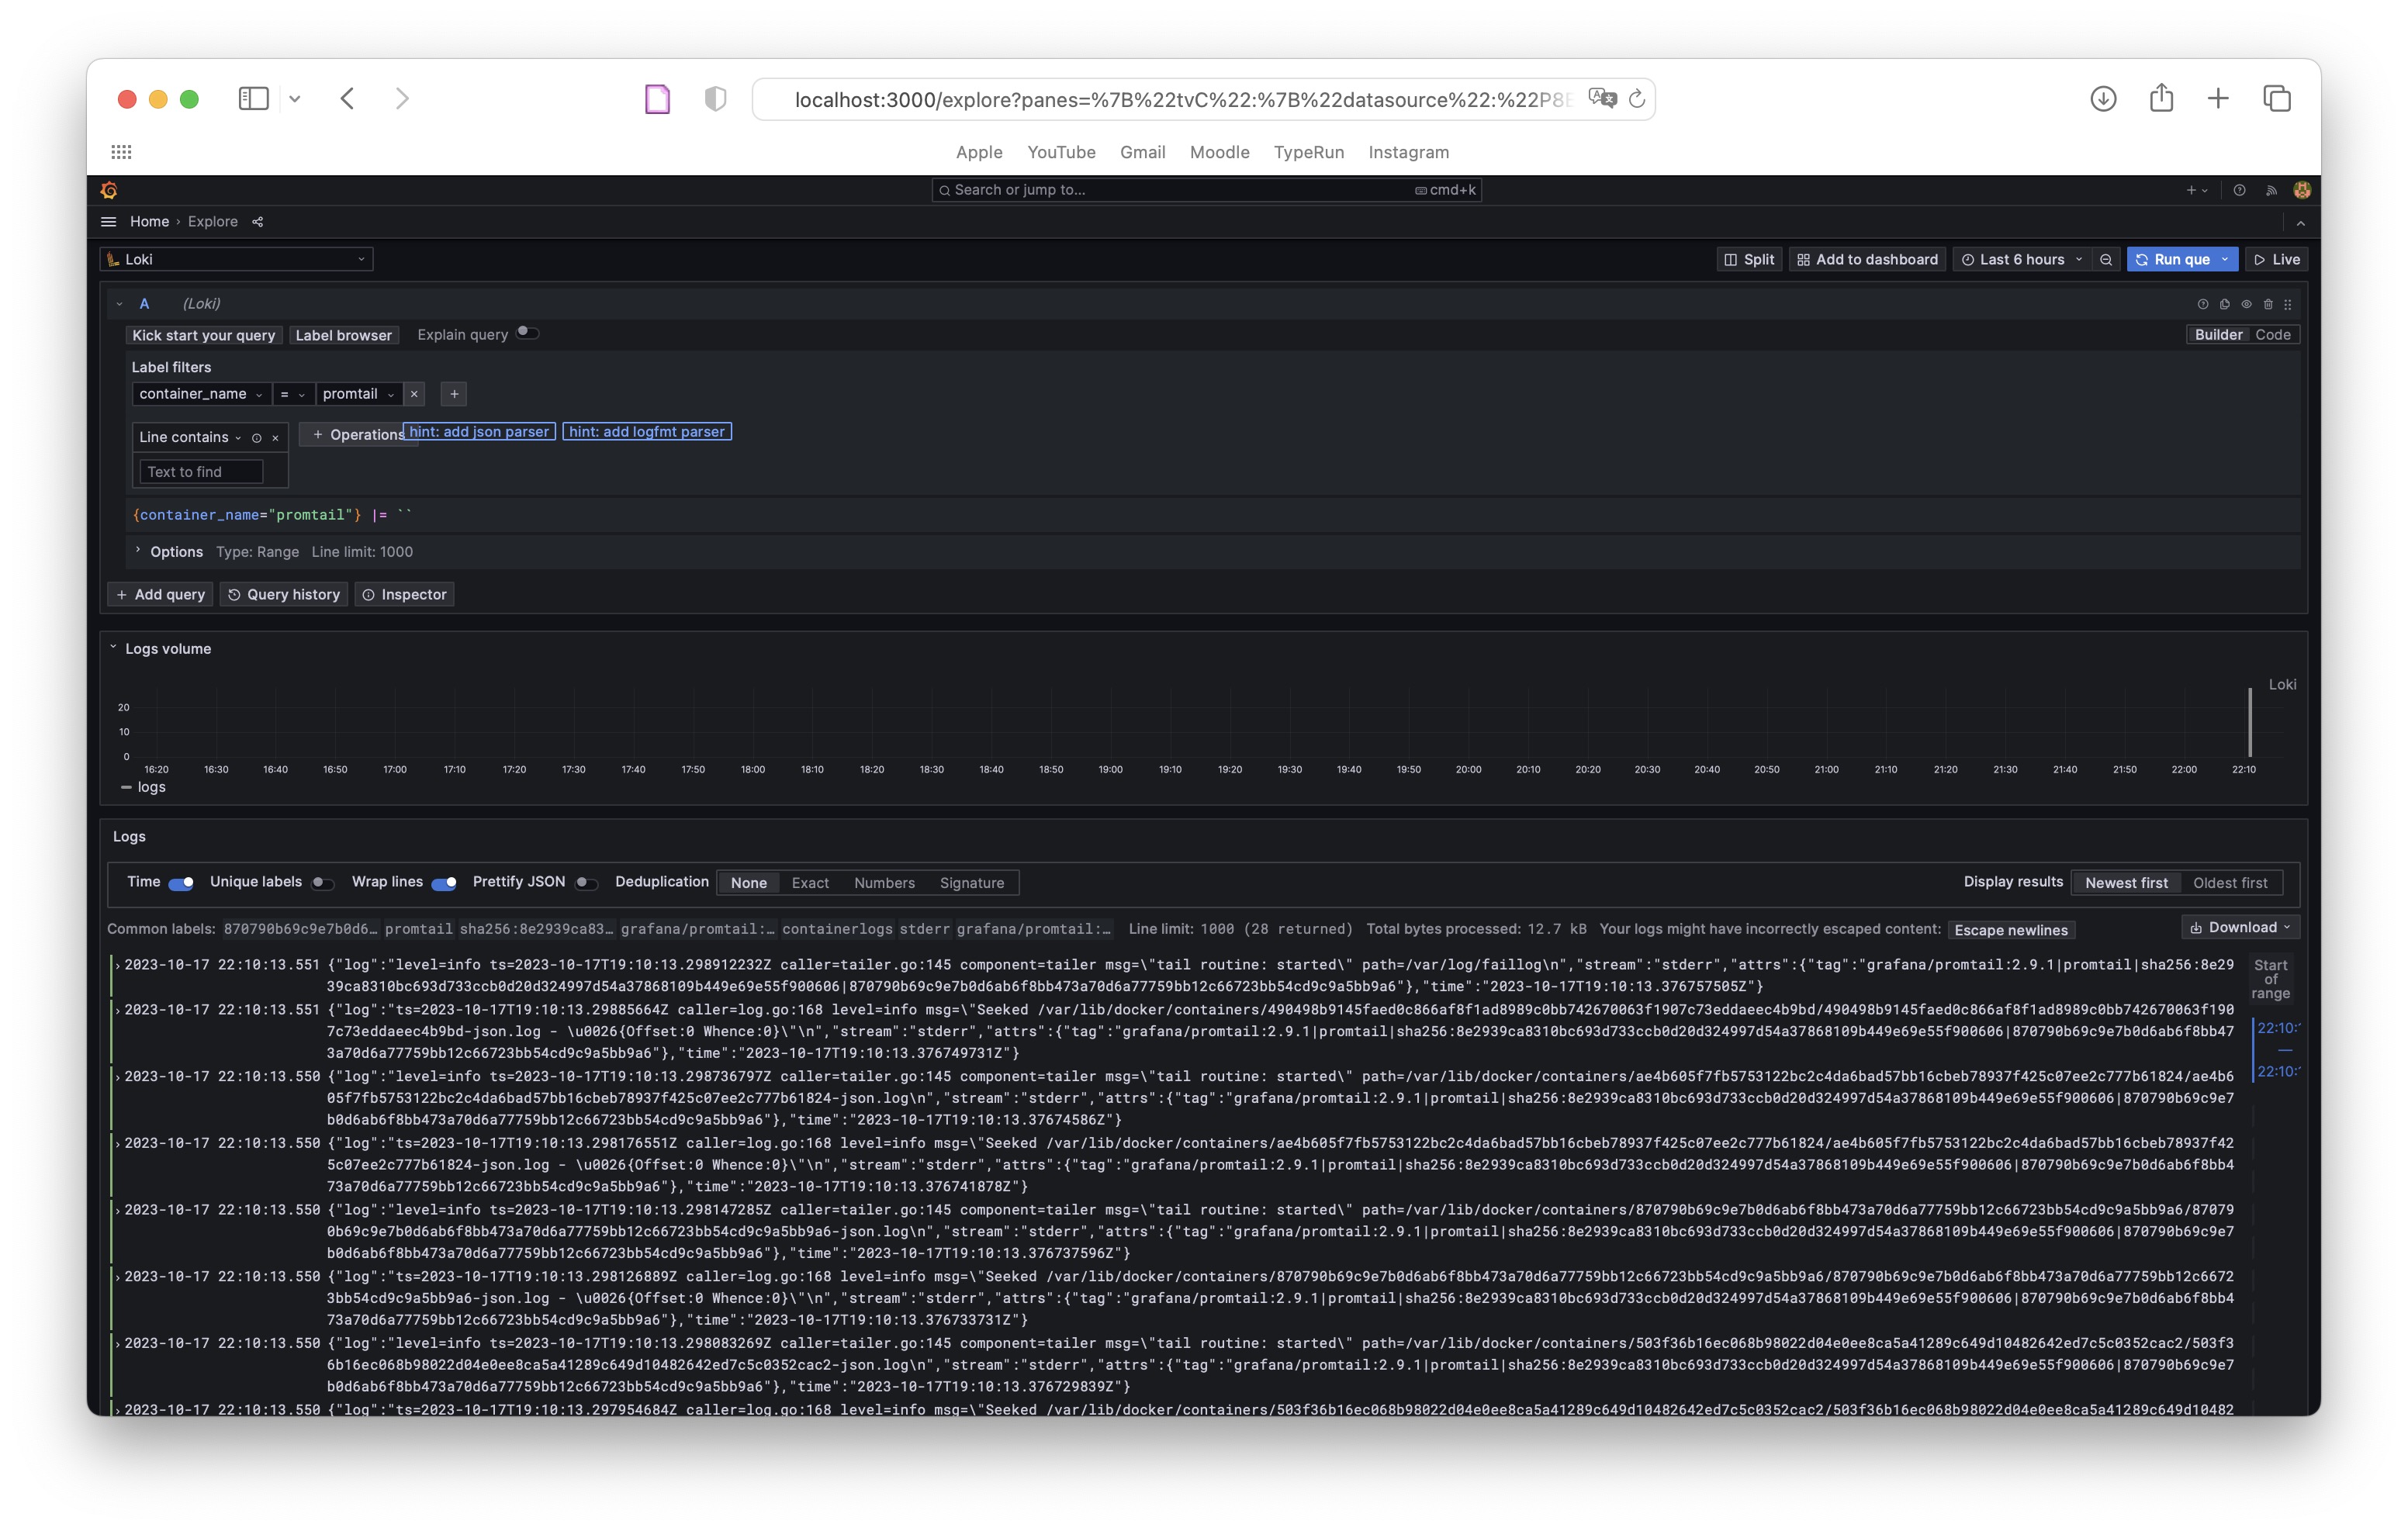 localhost:3000/explore?panes=%7B%22tvC%22:%7B%22datasource%22:%22P8E
Apple YouTube Gmail Moodle TypeRun Instagram
Search or jump to... cmd+k
Home › Explore
Loki Split Add to dashboard Last 6 hours Run que Live
A (Loki)
Kick start your query Label browser Explain query Builder Code
Label filters
container_name = promtail × +
Line contains × + Operations hint: add json parser hint: add logfmt parser
Text to find
{container_name="promtail"} |= ``
Options Type: Range Line limit: 1000
+ Add query Query history Inspector
Logs volume
Loki
20
10
0
16:20 16:30 16:40 16:50 17:00 17:10 17:20 17:30 17:40 17:50 18:00 18:10 18:20 18:30 18:40 18:50 19:00 19:10 19:20 19:30 19:40 19:50 20:00 20:10 20:20 20:30 20:40 20:50 21:00 21:10 21:20 21:30 21:40 21:50 22:00 22:10
logs
Logs
Time Unique labels Wrap lines Prettify JSON Deduplication None Exact Numbers Signature Display results Newest first Oldest first
Common labels: 870790b69c9e7b0d6… promtail sha256:8e2939ca83… grafana/promtail:… containerlogs stderr grafana/promtail:… Line limit: 1000 (28 returned) Total bytes processed: 12.7 kB Your logs might have incorrectly escaped content: Escape newlines Download
2023-10-17 22:10:13.551 {"log":"level=info ts=2023-10-17T19:10:13.298912232Z caller=tailer.go:145 component=tailer msg=\"tail routine: started\" path=/var/log/faillog\n","stream":"stderr","attrs":{"tag":"grafana/promtail:2.9.1|promtail|sha256:8e29
39ca8310bc693d733ccb0d20d324997d54a37868109b449e69e55f900606|870790b69c9e7b0d6ab6f8bb473a70d6a77759bb12c66723bb54cd9c9a5bb9a6"},"time":"2023-10-17T19:10:13.376757505Z"}
2023-10-17 22:10:13.551 {"log":"ts=2023-10-17T19:10:13.29885664Z caller=log.go:168 level=info msg=\"Seeked /var/lib/docker/containers/490498b9145faed0c866af8f1ad8989c0bb742670063f1907c73eddaeec4b9bd/490498b9145faed0c866af8f1ad8989c0bb742670063f190
7c73eddaeec4b9bd-json.log - \u0026{Offset:0 Whence:0}\"\n","stream":"stderr","attrs":{"tag":"grafana/promtail:2.9.1|promtail|sha256:8e2939ca8310bc693d733ccb0d20d324997d54a37868109b449e69e55f900606|870790b69c9e7b0d6ab6f8bb47
3a70d6a77759bb12c66723bb54cd9c9a5bb9a6"},"time":"2023-10-17T19:10:13.376749731Z"}
2023-10-17 22:10:13.550 {"log":"level=info ts=2023-10-17T19:10:13.298736797Z caller=tailer.go:145 component=tailer msg=\"tail routine: started\" path=/var/lib/docker/containers/ae4b605f7fb5753122bc2c4da6bad57bb16cbeb78937f425c07ee2c777b61824/ae4b6
05f7fb5753122bc2c4da6bad57bb16cbeb78937f425c07ee2c777b61824-json.log\n","stream":"stderr","attrs":{"tag":"grafana/promtail:2.9.1|promtail|sha256:8e2939ca8310bc693d733ccb0d20d324997d54a37868109b449e69e55f900606|870790b69c9e7
b0d6ab6f8bb473a70d6a77759bb12c66723bb54cd9c9a5bb9a6"},"time":"2023-10-17T19:10:13.37674586Z"}
2023-10-17 22:10:13.550 {"log":"ts=2023-10-17T19:10:13.298176551Z caller=log.go:168 level=info msg=\"Seeked /var/lib/docker/containers/ae4b605f7fb5753122bc2c4da6bad57bb16cbeb78937f425c07ee2c777b61824/ae4b605f7fb5753122bc2c4da6bad57bb16cbeb78937f42
5c07ee2c777b61824-json.log - \u0026{Offset:0 Whence:0}\"\n","stream":"stderr","attrs":{"tag":"grafana/promtail:2.9.1|promtail|sha256:8e2939ca8310bc693d733ccb0d20d324997d54a37868109b449e69e55f900606|870790b69c9e7b0d6ab6f8bb4
73a70d6a77759bb12c66723bb54cd9c9a5bb9a6"},"time":"2023-10-17T19:10:13.376741878Z"}
2023-10-17 22:10:13.550 {"log":"level=info ts=2023-10-17T19:10:13.298147285Z caller=tailer.go:145 component=tailer msg=\"tail routine: started\" path=/var/lib/docker/containers/870790b69c9e7b0d6ab6f8bb473a70d6a77759bb12c66723bb54cd9c9a5bb9a6/87079
0b69c9e7b0d6ab6f8bb473a70d6a77759bb12c66723bb54cd9c9a5bb9a6-json.log\n","stream":"stderr","attrs":{"tag":"grafana/promtail:2.9.1|promtail|sha256:8e2939ca8310bc693d733ccb0d20d324997d54a37868109b449e69e55f900606|870790b69c9e7
b0d6ab6f8bb473a70d6a77759bb12c66723bb54cd9c9a5bb9a6"},"time":"2023-10-17T19:10:13.376737596Z"}
2023-10-17 22:10:13.550 {"log":"ts=2023-10-17T19:10:13.298126889Z caller=log.go:168 level=info msg=\"Seeked /var/lib/docker/containers/870790b69c9e7b0d6ab6f8bb473a70d6a77759bb12c66723bb54cd9c9a5bb9a6/870790b69c9e7b0d6ab6f8bb473a70d6a77759bb12c66723
bb54cd9c9a5bb9a6-json.log - \u0026{Offset:0 Whence:0}\"\n","stream":"stderr","attrs":{"tag":"grafana/promtail:2.9.1|promtail|sha256:8e2939ca8310bc693d733ccb0d20d324997d54a37868109b449e69e55f900606|870790b69c9e7b0d6ab6f8bb4
73a70d6a77759bb12c66723bb54cd9c9a5bb9a6"},"time":"2023-10-17T19:10:13.376733731Z"}
2023-10-17 22:10:13.550 {"log":"level=info ts=2023-10-17T19:10:13.298083269Z caller=tailer.go:145 component=tailer msg=\"tail routine: started\" path=/var/lib/docker/containers/503f36b16ec068b98022d04e0ee8ca5a41289c649d10482642ed7c5c0352cac2/503f3
6b16ec068b98022d04e0ee8ca5a41289c649d10482642ed7c5c0352cac2-json.log\n","stream":"stderr","attrs":{"tag":"grafana/promtail:2.9.1|promtail|sha256:8e2939ca8310bc693d733ccb0d20d324997d54a37868109b449e69e55f900606|870790b69c9e7
b0d6ab6f8bb473a70d6a77759bb12c66723bb54cd9c9a5bb9a6"},"time":"2023-10-17T19:10:13.376729839Z"}
2023-10-17 22:10:13.550 {"log":"ts=2023-10-17T19:10:13.297954684Z caller=log.go:168 level=info msg=\"Seeked /var/lib/docker/containers/503f36b16ec068b98022d04e0ee8ca5a41289c649d10482642ed7c5c0352cac2/503f36b16ec068b98022d04e0ee8ca5a41289c649d10482
Start
of
range
22:10:
—
22:10: